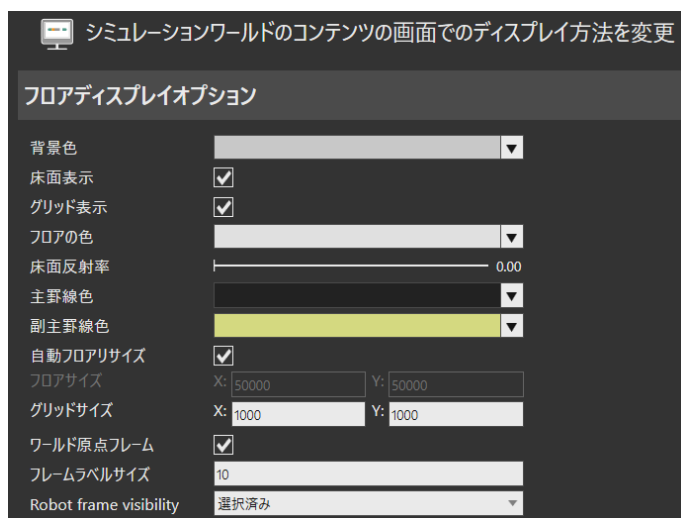 シミュレーションワールドのコンテンツの画面でのディスプレイ方法を変更
フロアディスプレイオプション
背景色
床面表示
グリッド表示
フロアの色
床面反射率 0.00
主罫線色
副主罫線色
自動フロアリサイズ
フロアサイズ X: 50000 Y: 50000
グリッドサイズ X: 1000 Y: 1000
ワールド原点フレーム
フレームラベルサイズ 10
Robot frame visibility 選択済み